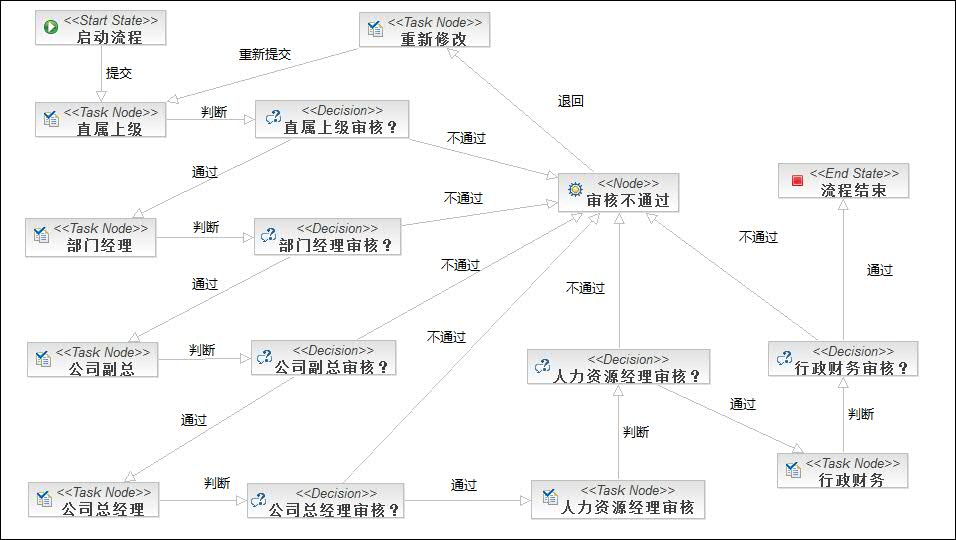 <<Start State>>
启动流程
<<Task Node>>
重新修改
重新提交
提交
退回
<<Task Node>>
直属上级
判断
<<Decision>>
直属上级审核？
不通过
通过
<<Node>>
审核不通过
<<End State>>
流程结束
不通过
<<Task Node>>
部门经理
判断
<<Decision>>
部门经理审核？
不通过
不通过
通过
通过
不通过
不通过
<<Task Node>>
公司副总
判断
<<Decision>>
公司副总审核？
<<Decision>>
人力资源经理审核？
<<Decision>>
行政财务审核？
通过
通过
判断
判断
<<Task Node>>
行政财务
<<Task Node>>
公司总经理
判断
<<Decision>>
公司总经理审核？
通过
<<Task Node>>
人力资源经理审核